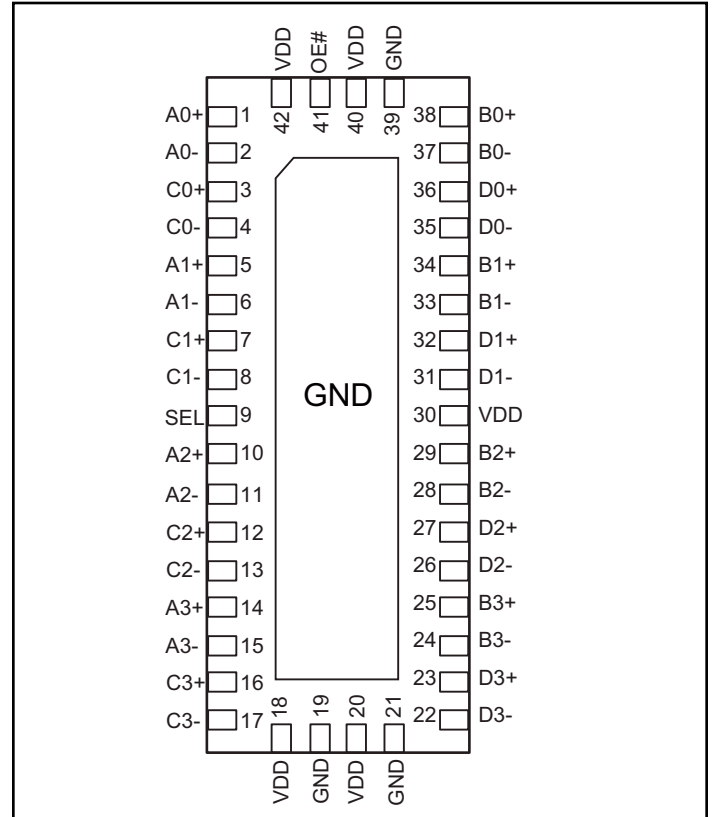 VDD OE# VDD GND
42 41 40 39
A0+ 1 38 B0+
A0- 2 37 B0-
C0+ 3 36 D0+
C0- 4 35 D0-
A1+ 5 34 B1+
A1- 6 33 B1-
C1+ 7 32 D1+
C1- 8 31 D1-
GND
SEL 9 30 VDD
A2+ 10 29 B2+
A2- 11 28 B2-
C2+ 12 27 D2+
C2- 13 26 D2-
A3+ 14 25 B3+
A3- 15 24 B3-
C3+ 16 23 D3+
C3- 17 22 D3-
18 19 20 21
VDD GND VDD GND